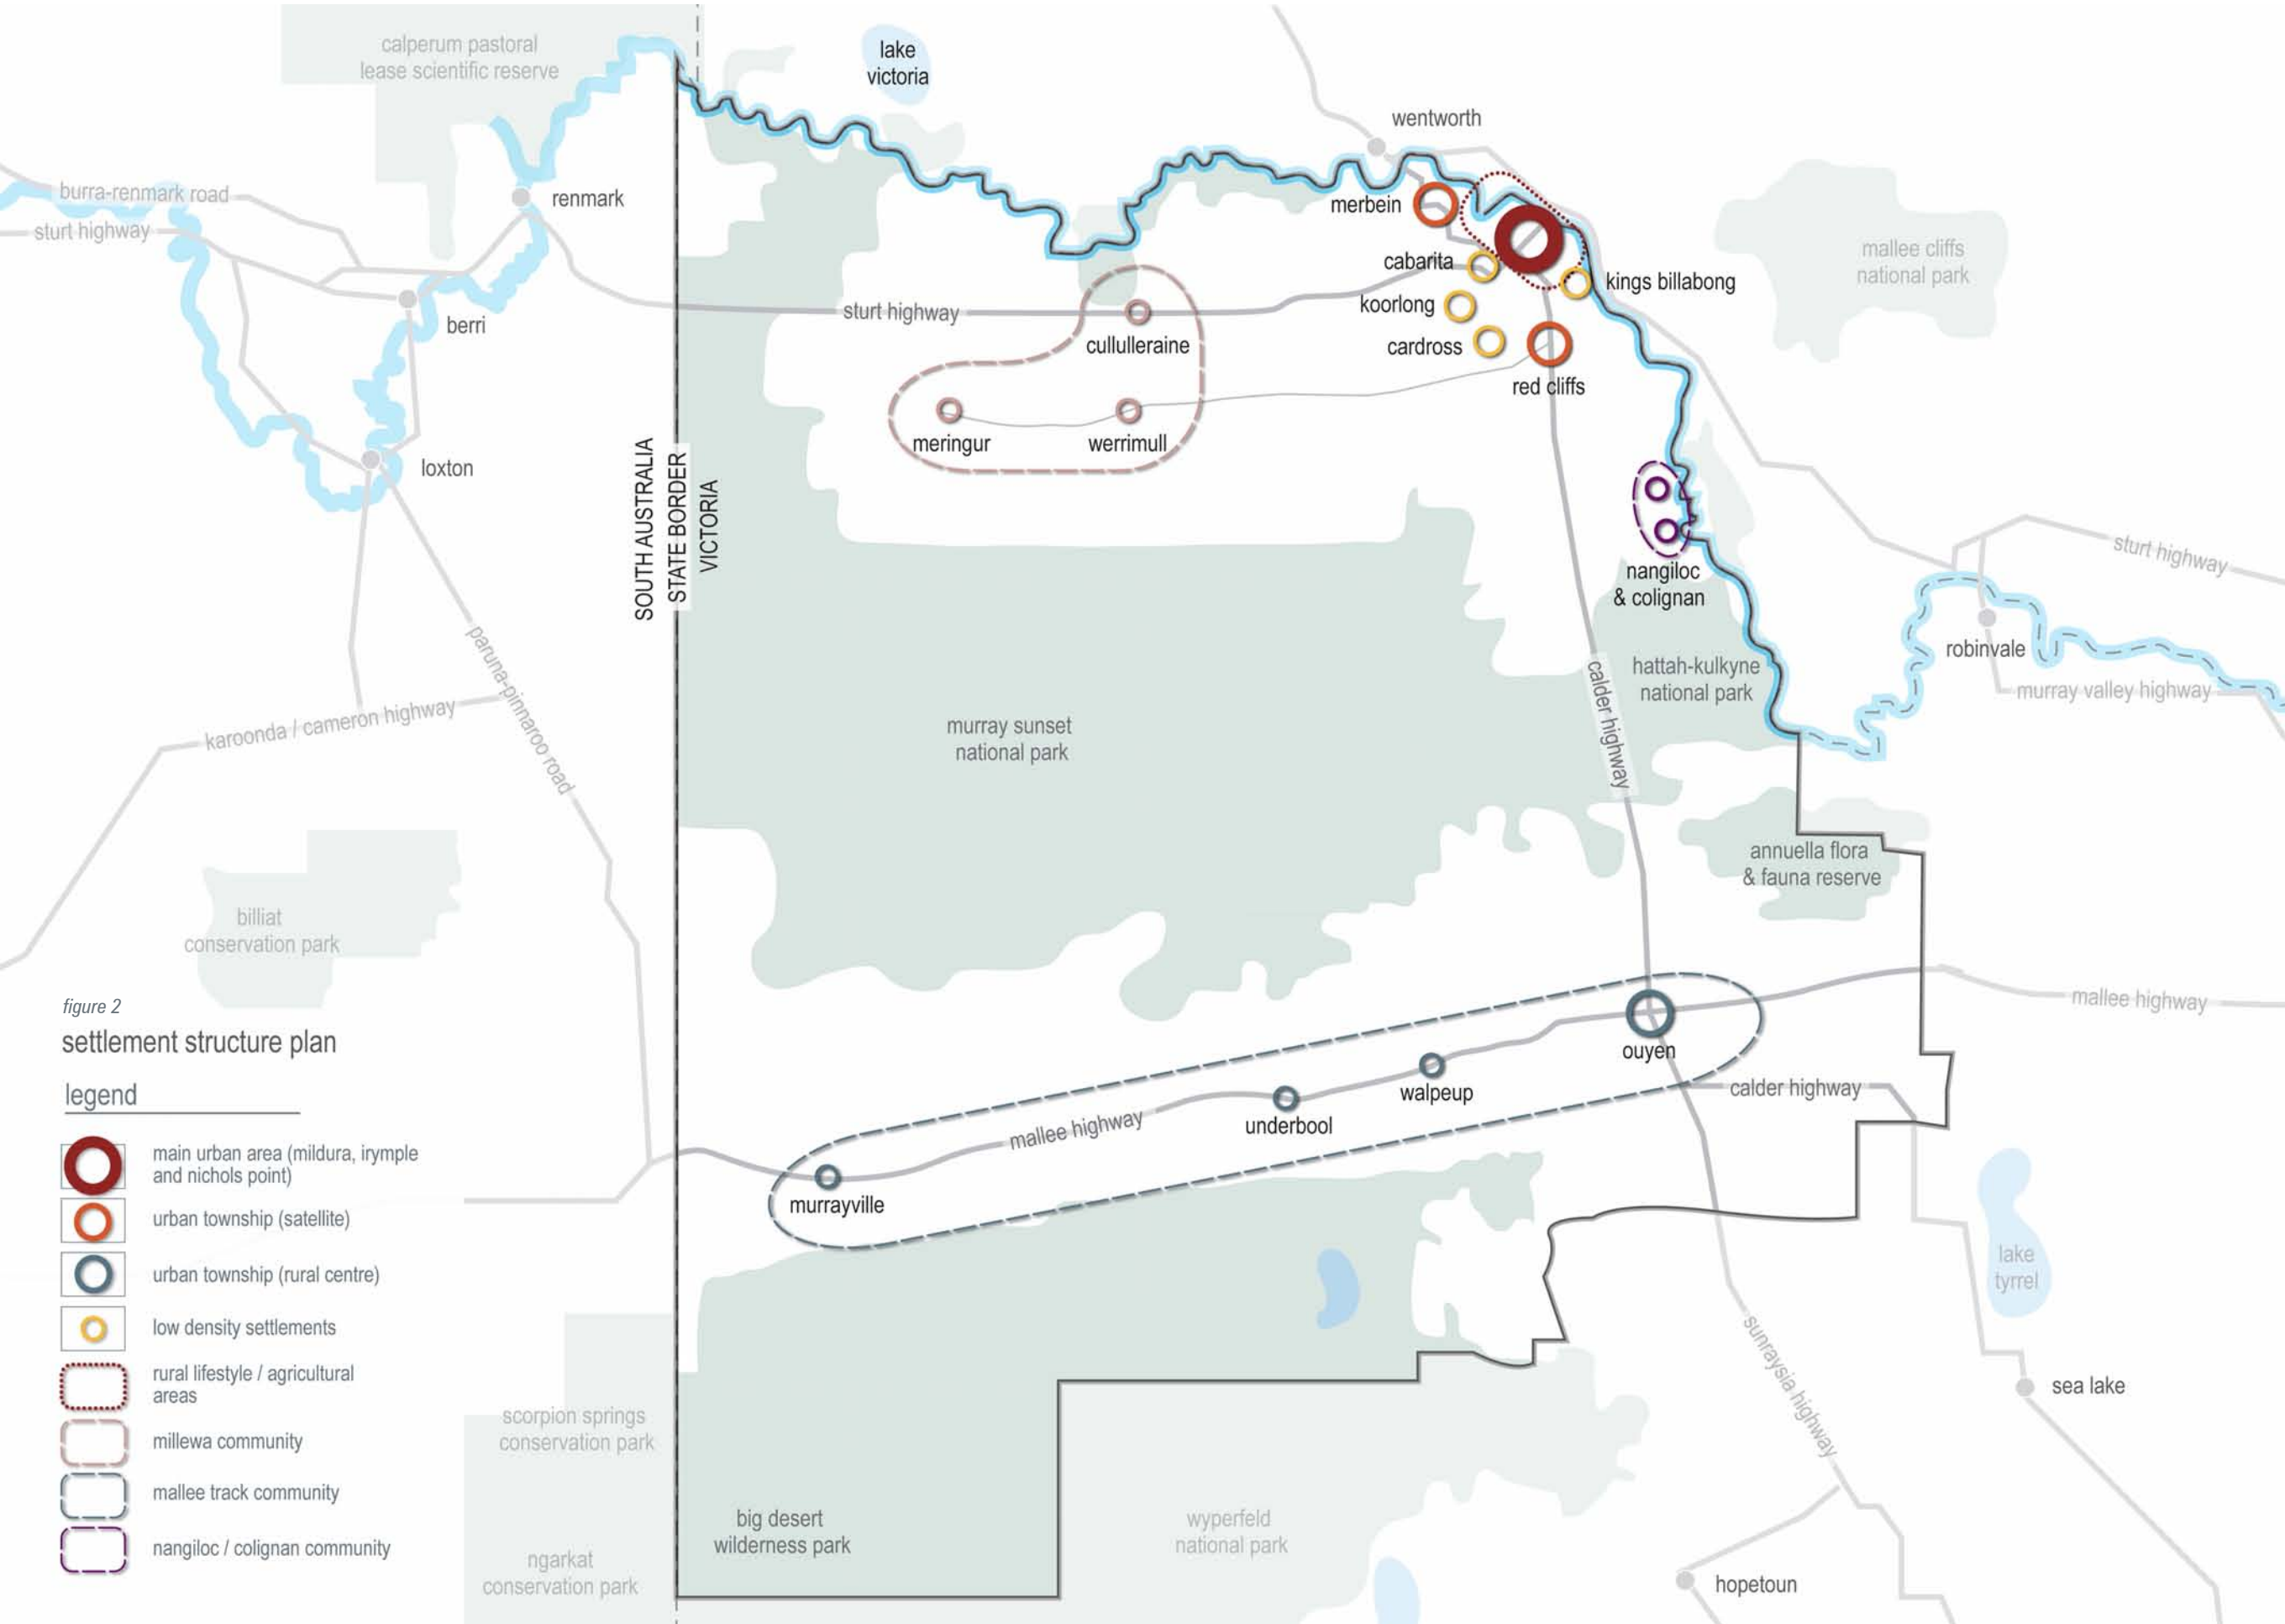 calperum pastoral
lease scientific reserve
lake
victoria
wentworth
burra-renmark road
sturt highway
renmark
merbein
mallee cliffs
national park
cabarita
kings billabong
koorlong
sturt highway
berri
cullulleraine
cardross
red cliffs
meringur
werrimull
loxton
SOUTH AUSTRALIA
STATE BORDER
VICTORIA
nangiloc
& colignan
sturt highway
paruna-pinnaroo road
robinvale
hattah-kulkyne
national park
calder highway
murray valley highway
karoonda / cameron highway
murray sunset
national park
annuella flora
& fauna reserve
billiat
conservation park
mallee highway
ouyen
calder highway
walpeup
underbool
mallee highway
murrayville
lake
tyrrel
sunraysia highway
sea lake
scorpion springs
conservation park
big desert
wilderness park
wyperfeld
national park
ngarkat
conservation park
hopetoun
figure 2
settlement structure plan
legend
main urban area (mildura, irymple
and nichols point)
urban township (satellite)
urban township (rural centre)
low density settlements
rural lifestyle / agricultural
areas
millewa community
mallee track community
nangiloc / colignan community